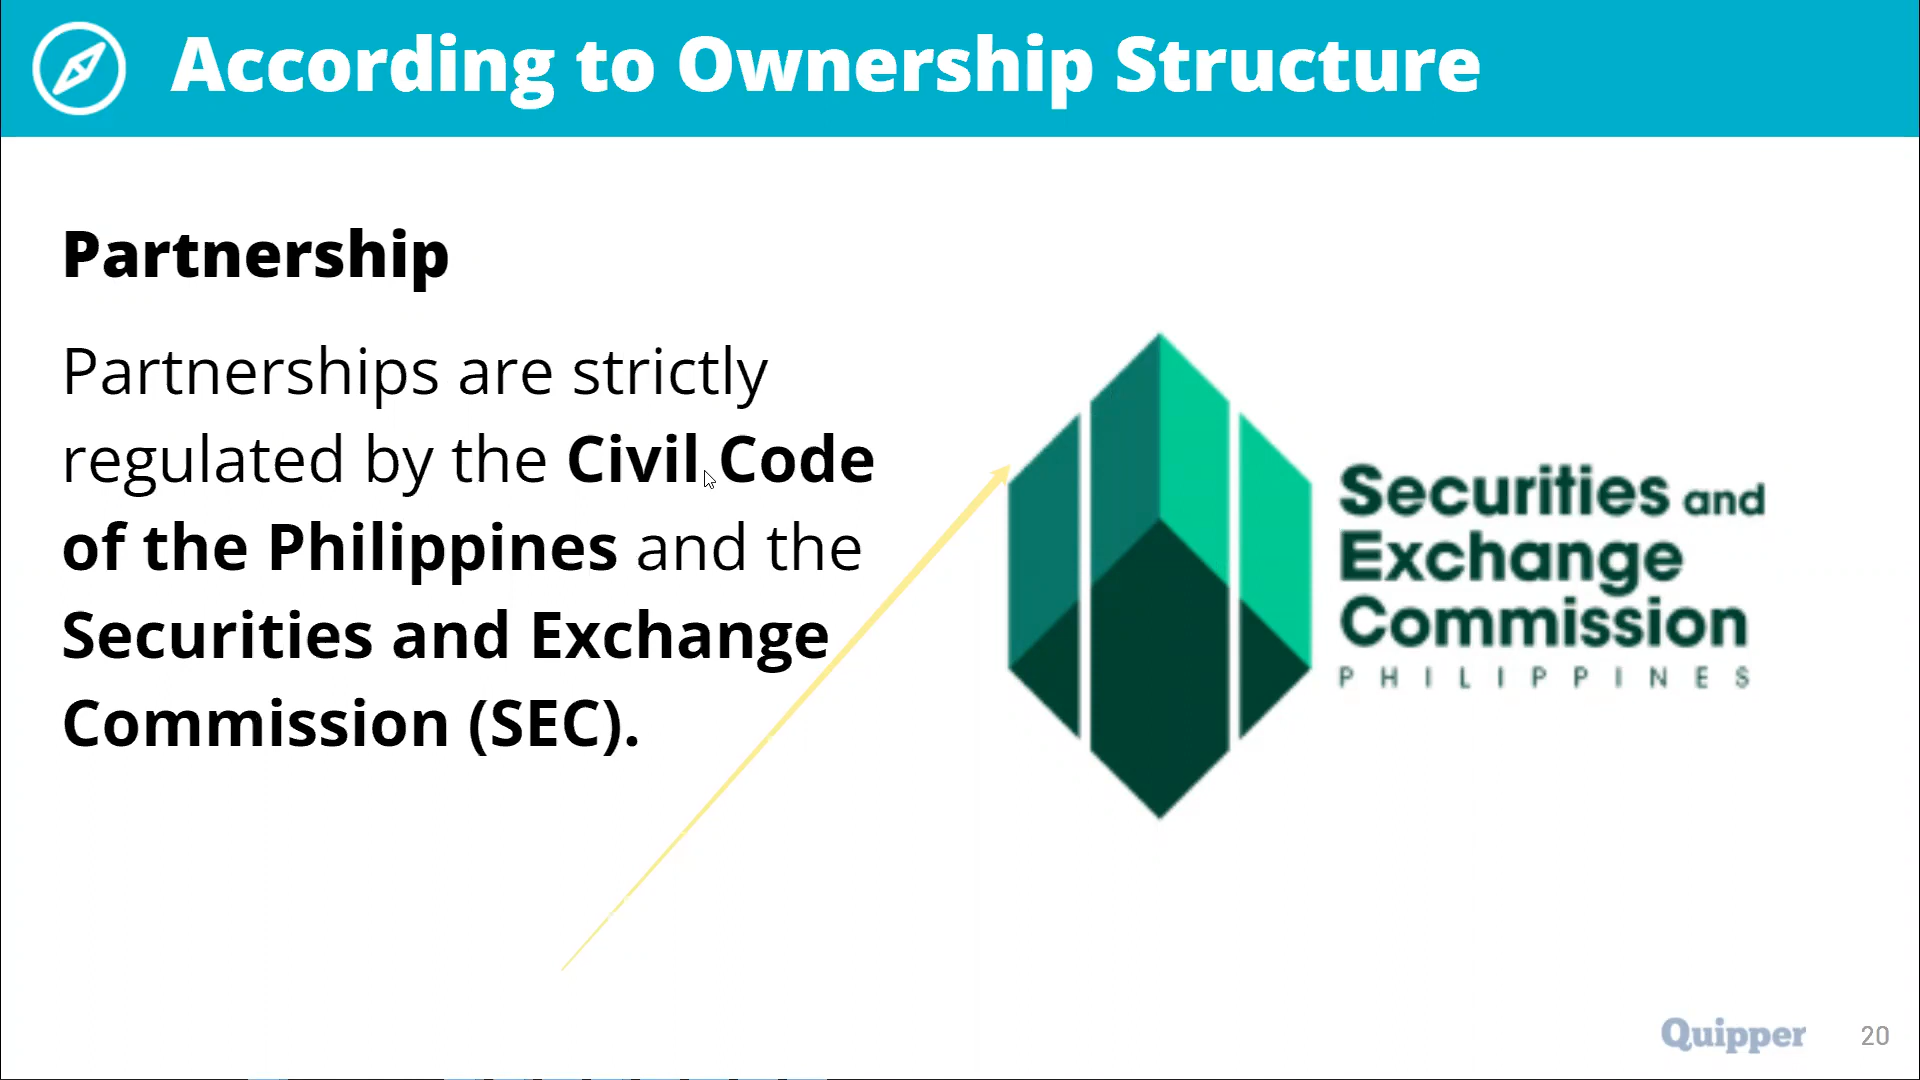 According to Ownership Structure
Partnership
Partnerships are strictly
regulated by the Civil Code
of the Philippines and the
Securities and Exchange
Commission (SEC).
Securities and
Exchange
Commission
PHILIPPINES
Quipper
20